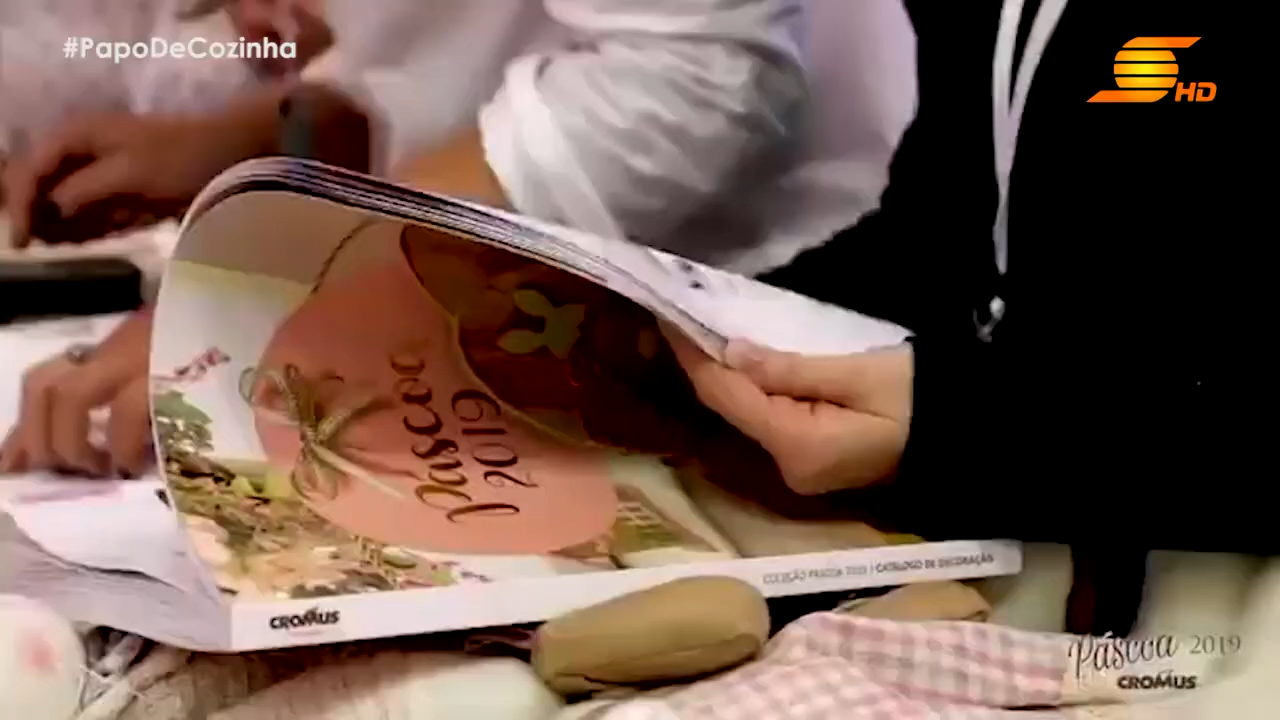 #PapoDeCozinha
HD
Páscoa
2019
CROMUS
COLEÇÃO PÁSCOA 2019 | CATÁLOGO DE DECORAÇÃO
Páscoa 2019
CROMUS